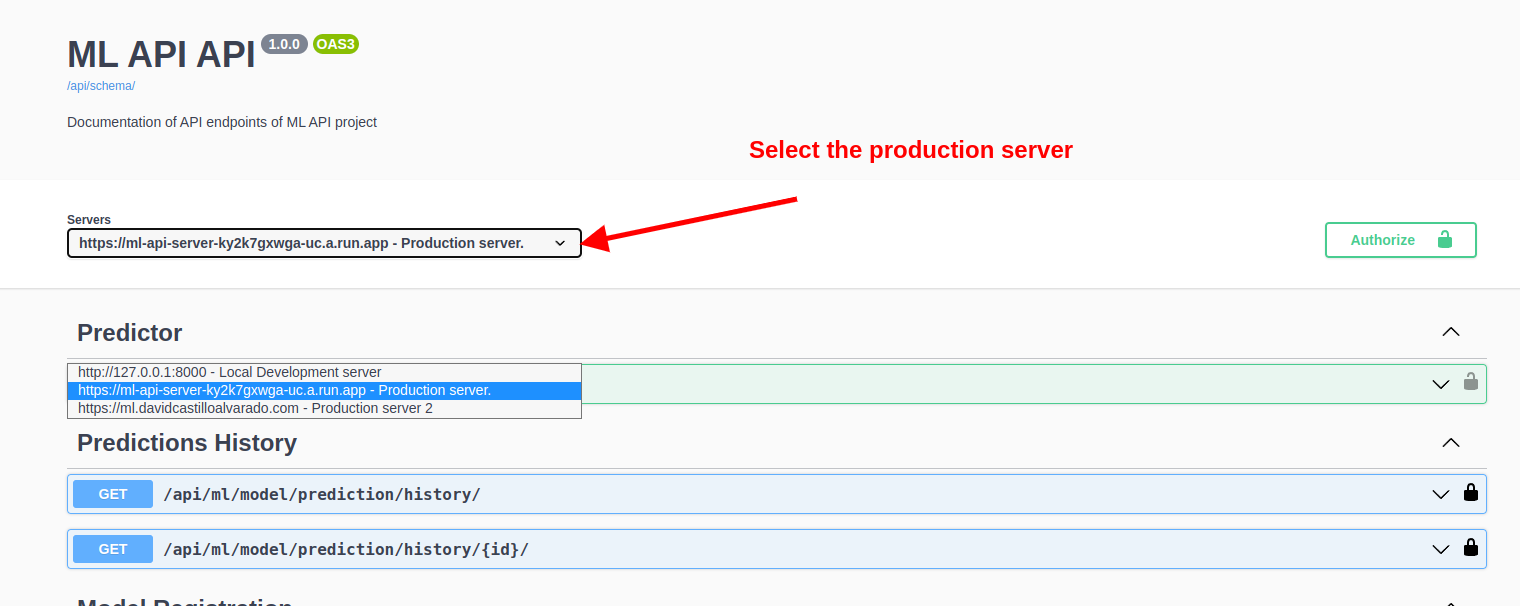 ML API API 1.0.0 OAS3
/api/schema/
Documentation of API endpoints of ML API project
Select the production server
Servers
https://ml-api-server-ky2k7gxwga-uc.a.run.app - Production server.
Authorize
Predictor
http://127.0.0.1:8000 - Local Development server
https://ml-api-server-ky2k7gxwga-uc.a.run.app - Production server.
https://ml.davidcastilloalvarado.com - Production server 2
Predictions History
GET /api/ml/model/prediction/history/
GET /api/ml/model/prediction/history/{id}/
Model Registration